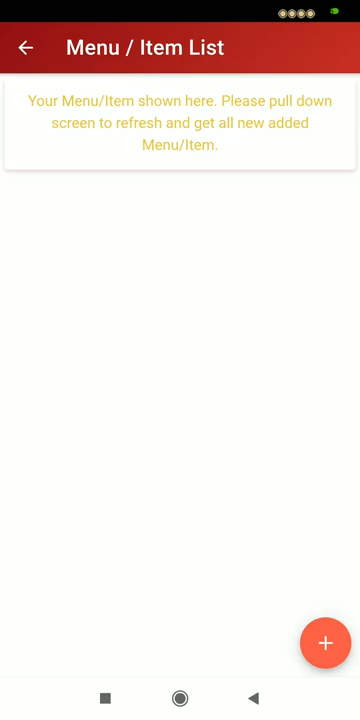 Menu / Item List
Your Menu/Item shown here. Please pull down
screen to refresh and get all new added
Menu/Item.